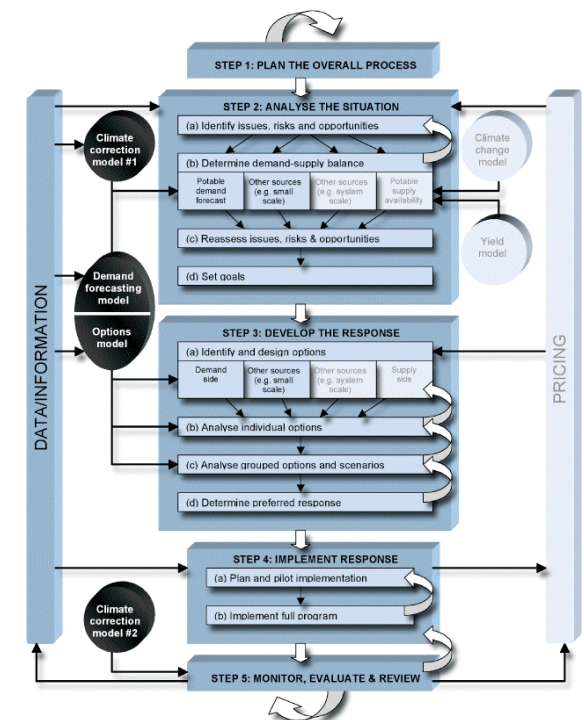 STEP 1: PLAN THE OVERALL PROCESS
STEP 2: ANALYSE THE SITUATION
(a) Identify issues, risks and opportunities
(b) Determine demand-supply balance
Potable
demand
forecast
Other sources
(e.g. small
scale)
Other sources
(e.g. system
scale)
Potable
supply
availability
(c) Reassess issues, risks & opportunities
(d) Set goals
Climate
correction
model #1
Demand
forecasting
model
Options
model
Climate
change
model
Yield
model
DATA/INFORMATION
PRICING
STEP 3: DEVELOP THE RESPONSE
(a) Identify and design options
Demand
side
Other sources
(e.g. small
scale)
Other sources
(e.g. system
scale)
Supply
side
(b) Analyse individual options
(c) Analyse grouped options and scenarios
(d) Determine preferred response
STEP 4: IMPLEMENT RESPONSE
(a) Plan and pilot implementation
(b) Implement full program
Climate
correction
model #2
STEP 5: MONITOR, EVALUATE & REVIEW